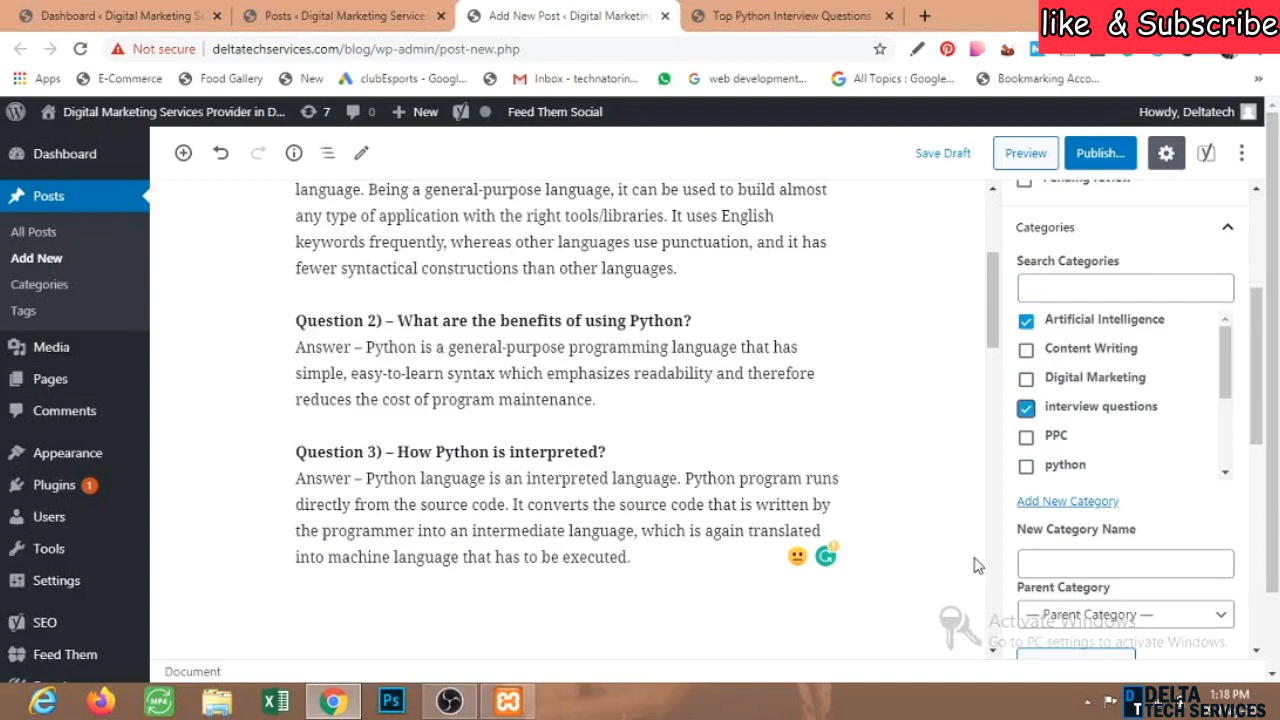 Dashboard ‹ Digital Marketing Se
Posts ‹ Digital Marketing Service
Add New Post ‹ Digital Marketin
Top Python Interview Questions
like & Subscribe
Not secure
deltatechservices.com/blog/wp-admin/post-new.php
Apps
E-Commerce
Food Gallery
New
clubEsports - Googl...
Inbox - technatorin...
web development...
All Topics : Google...
Bookmarking Acco...
Digital Marketing Services Provider in D...
7
0
New
Feed Them Social
Howdy, Deltatech
Dashboard
Posts
All Posts
Add New
Categories
Tags
Media
Pages
Comments
Appearance
Plugins 1
Users
Tools
Settings
SEO
Feed Them
Save Draft
Preview
Publish...
language. Being a general-purpose language, it can be used to build almost
any type of application with the right tools/libraries. It uses English
keywords frequently, whereas other languages use punctuation, and it has
fewer syntactical constructions than other languages.
Question 2) – What are the benefits of using Python?
Answer – Python is a general-purpose programming language that has
simple, easy-to-learn syntax which emphasizes readability and therefore
reduces the cost of program maintenance.
Question 3) – How Python is interpreted?
Answer – Python language is an interpreted language. Python program runs
directly from the source code. It converts the source code that is written by
the programmer into an intermediate language, which is again translated
into machine language that has to be executed.
Pending review
Categories
Search Categories
Artificial Intelligence
Content Writing
Digital Marketing
interview questions
PPC
python
Add New Category
New Category Name
Parent Category
— Parent Category —
Activate Windows
Go to PC settings to activate Windows.
Document
MP4
Ps
1:18 PM
DELTA
TECH SERVICES